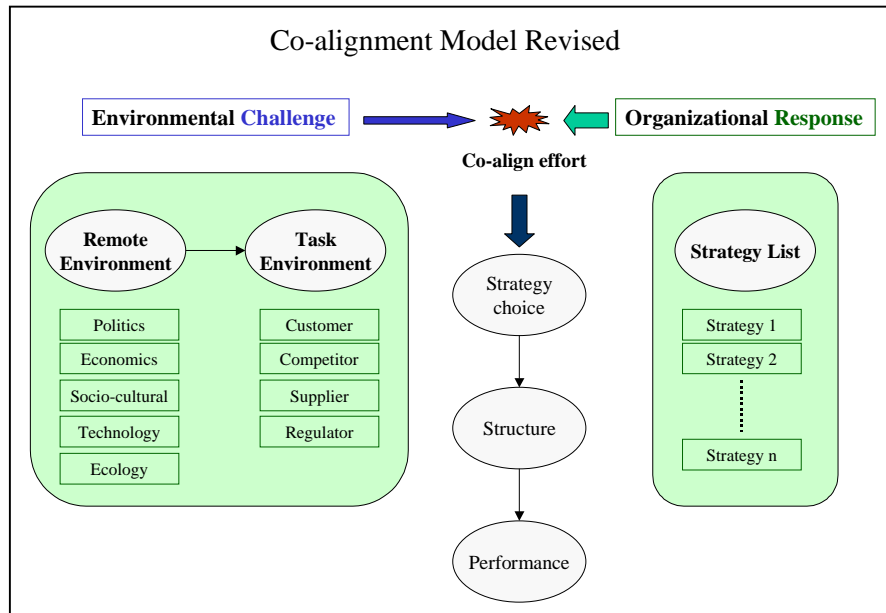 Co-alignment Model Revised
Environmental Challenge
Organizational Response
Co-align effort
Remote
Environment
Task
Environment
Politics
Economics
Socio-cultural
Technology
Ecology
Customer
Competitor
Supplier
Regulator
Strategy
choice
Structure
Performance
Strategy List
Strategy 1
Strategy 2
Strategy n